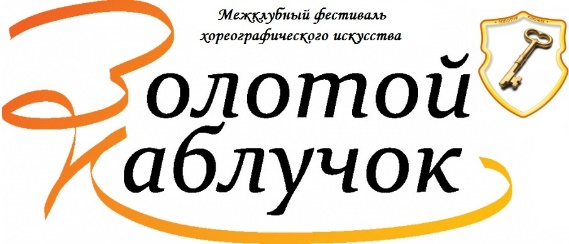 Межклубный фестиваль
хореографического искусства
Золотой
Каблучок